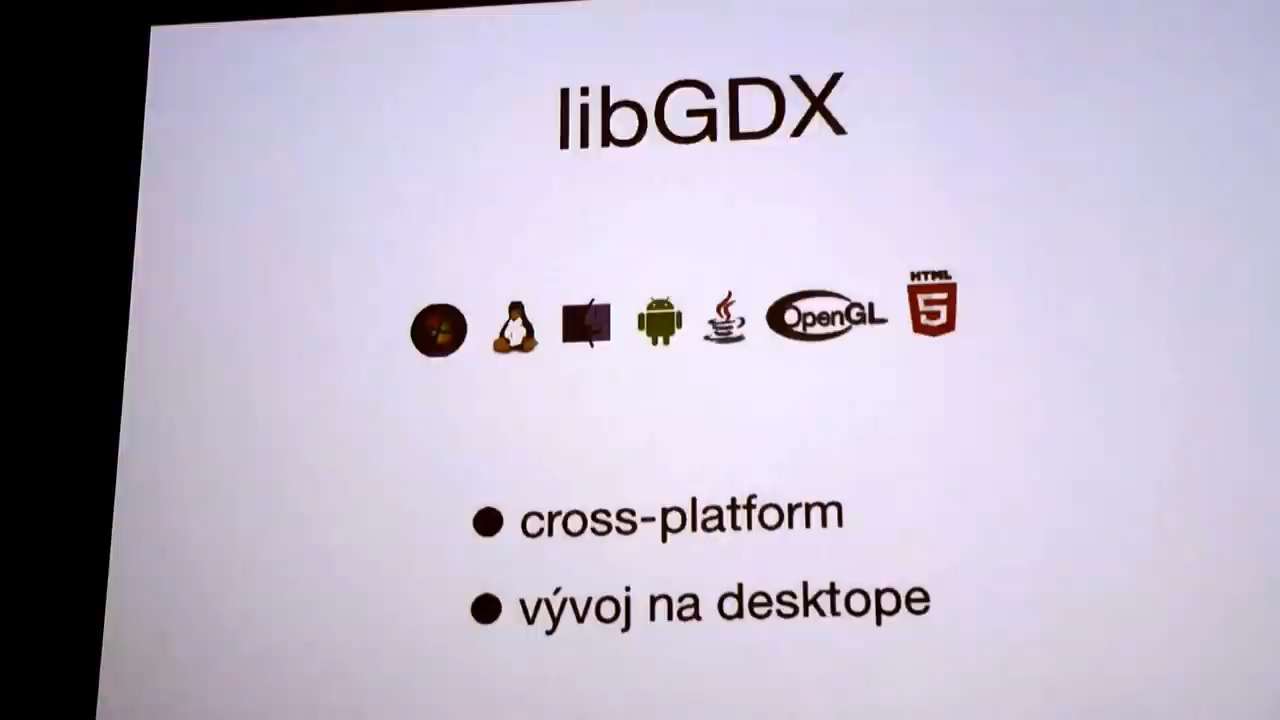 libGDX
OpenGL
HTML
5
cross-platform
vývoj na desktope